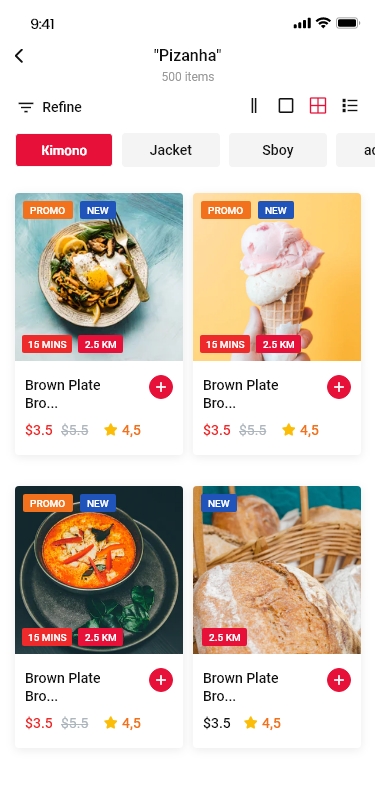 9:41
"Pizanha"
500 items
Refine
Kimono Jacket Sboy ac
PROMO NEW PROMO NEW
15 MINS 2.5 KM 15 MINS 2.5 KM
Brown Plate Brown Plate
Bro... Bro...
$3.5 $5.5 4,5 $3.5 $5.5 4,5
PROMO NEW NEW
15 MINS 2.5 KM 2.5 KM
Brown Plate Brown Plate
Bro... Bro...
$3.5 $5.5 4,5 $3.5 4,5